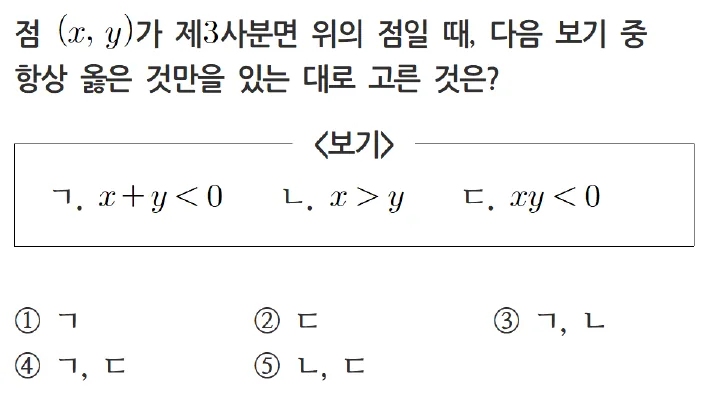 점 (x, y)가 제3사분면 위의 점일 때, 다음 보기 중
항상 옳은 것만을 있는 대로 고른 것은?
<보기>
ㄱ. x+y<0 ㄴ. x>y ㄷ. xy<0
① ㄱ ② ㄷ ③ ㄱ, ㄴ
④ ㄱ, ㄷ ⑤ ㄴ, ㄷ